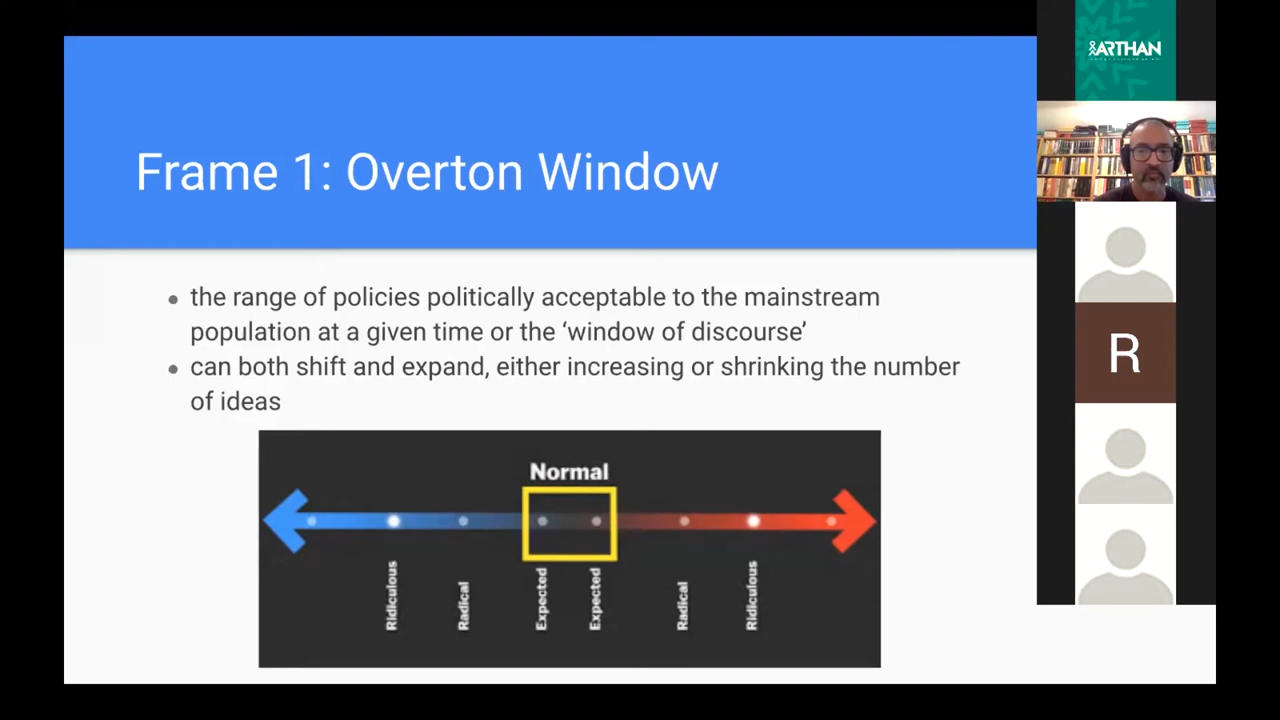 Frame 1: Overton Window
the range of policies politically acceptable to the mainstream
population at a given time or the ‘window of discourse’
can both shift and expand, either increasing or shrinking the number
of ideas
Normal
Ridiculous
Radical
Expected
Expected
Radical
Ridiculous
ARTHAN
R